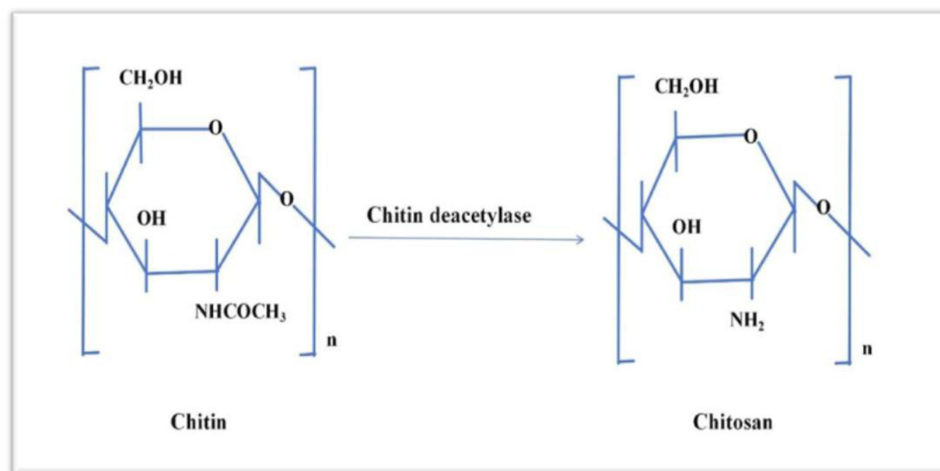 CH₂OH
O
OH
O
NHCOCH₃
n
Chitin
Chitin deacetylase
CH₂OH
O
OH
O
NH₂
n
Chitosan